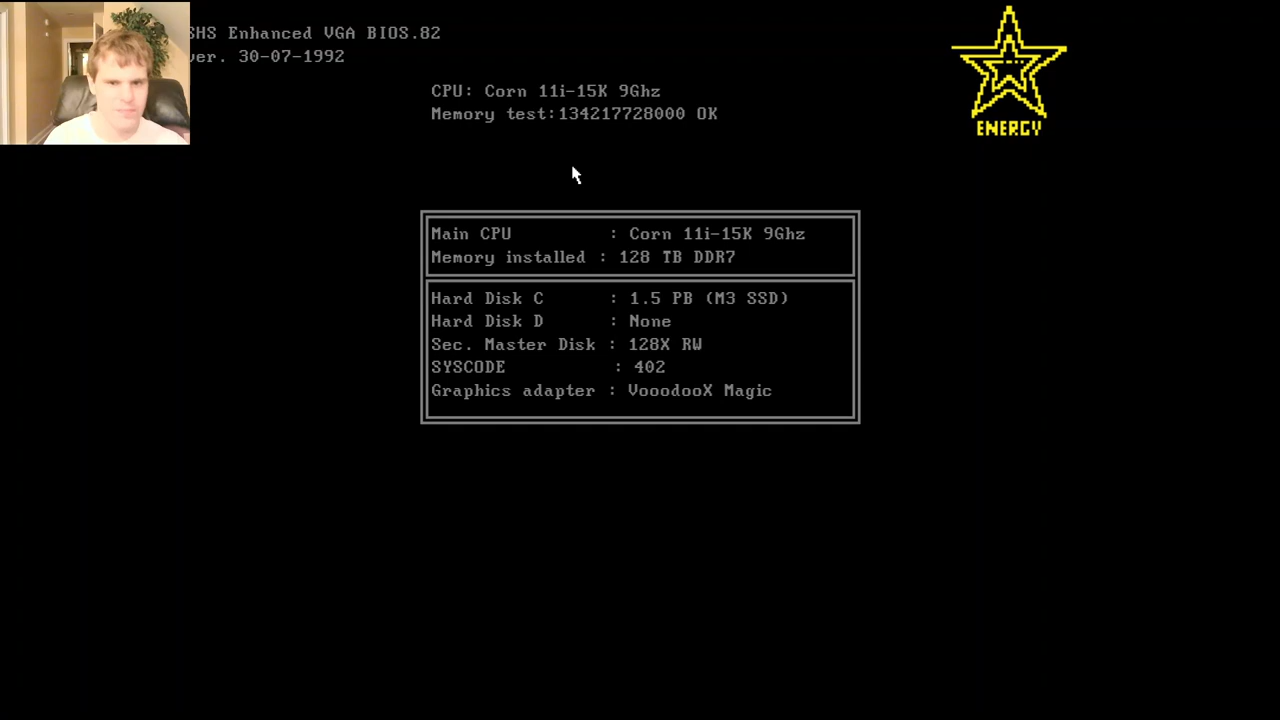 SHS Enhanced VGA BIOS.82
ver. 30-07-1992
CPU: Corn 11i-15K 9Ghz
Memory test:134217728000 OK
ENERGY
Main CPU : Corn 11i-15K 9Ghz
Memory installed : 128 TB DDR7
Hard Disk C : 1.5 PB (M3 SSD)
Hard Disk D : None
Sec. Master Disk : 128X RW
SYSCODE : 402
Graphics adapter : VooodooX Magic